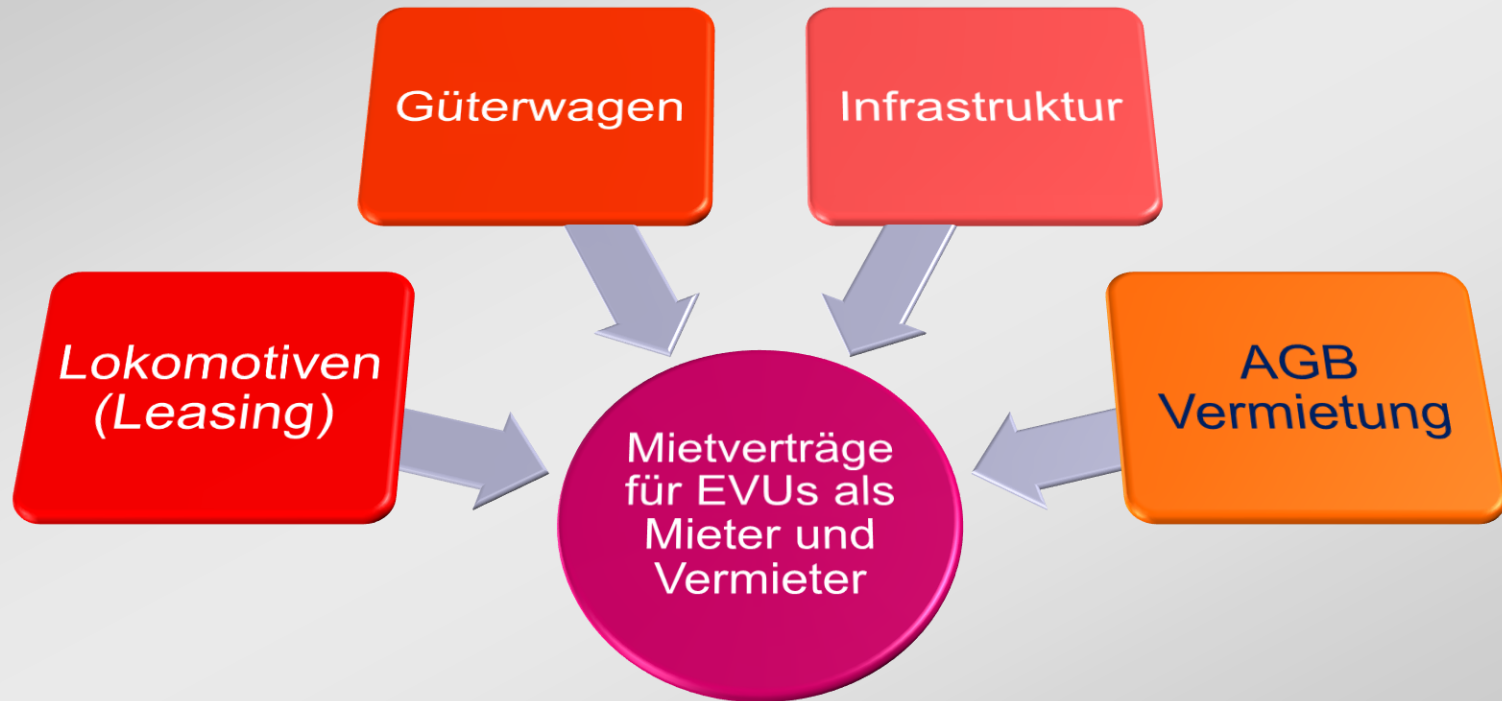 Güterwagen
Infrastruktur
Lokomotiven
(Leasing)
AGB
Vermietung
Mietverträge
für EVUs als
Mieter und
Vermieter